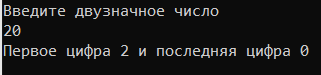 Введите двузначное число
20
Первое цифра 2 и последняя цифра 0